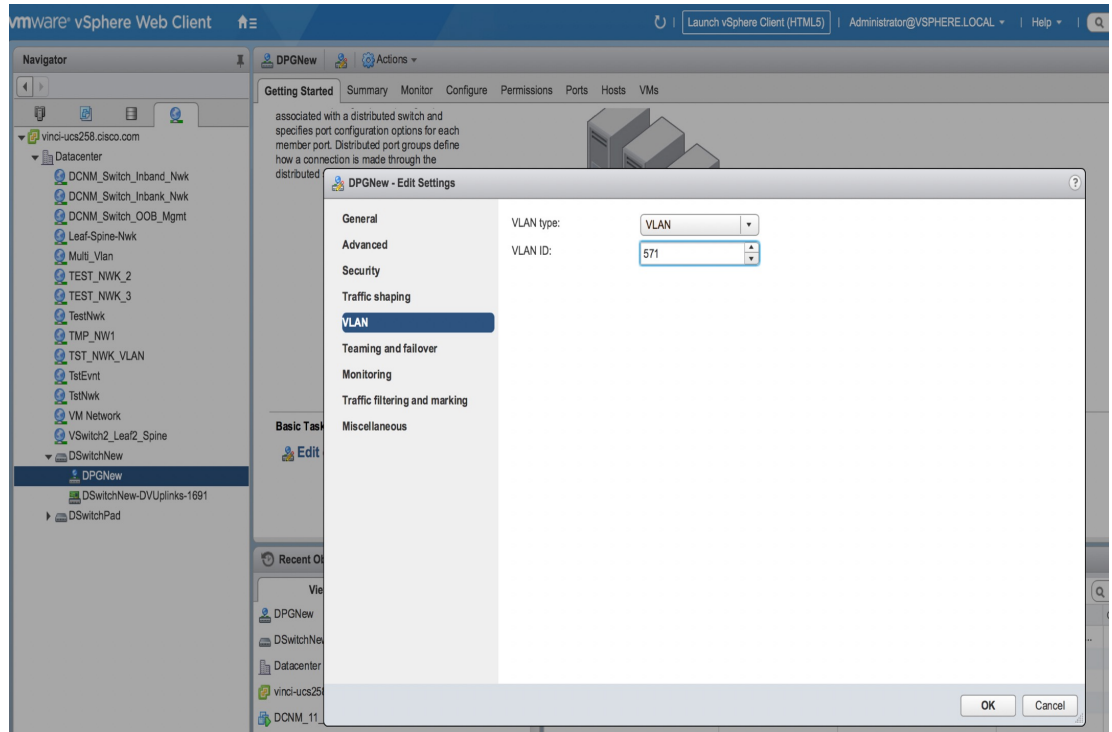 vmware® vSphere Web Client
Launch vSphere Client (HTML5)
Administrator@VSPHERE.LOCAL
Help
Navigator
vinci-ucs258.cisco.com
Datacenter
DCNM_Switch_Inband_Nwk
DCNM_Switch_Inbank_Nwk
DCNM_Switch_OOB_Mgmt
Leaf-Spine-Nwk
Multi_Vlan
TEST_NWK_2
TEST_NWK_3
TestNwk
TMP_NW1
TST_NWK_VLAN
TstEvnt
TstNwk
VM Network
VSwitch2_Leaf2_Spine
DSwitchNew
DPGNew
DSwitchNew-DVUplinks-1691
DSwitchPad
DPGNew
Actions
Getting Started Summary Monitor Configure Permissions Ports Hosts VMs
associated with a distributed switch and
specifies port configuration options for each
member port. Distributed port groups define
how a connection is made through the
distributed
Basic Task
Edit
Recent Ob
Vie
DPGNew
DSwitchNew
Datacenter
vinci-ucs258
DCNM_11_
DPGNew - Edit Settings
?
General
Advanced
Security
Traffic shaping
VLAN
Teaming and failover
Monitoring
Traffic filtering and marking
Miscellaneous
VLAN type: VLAN
VLAN ID: 571
OK Cancel